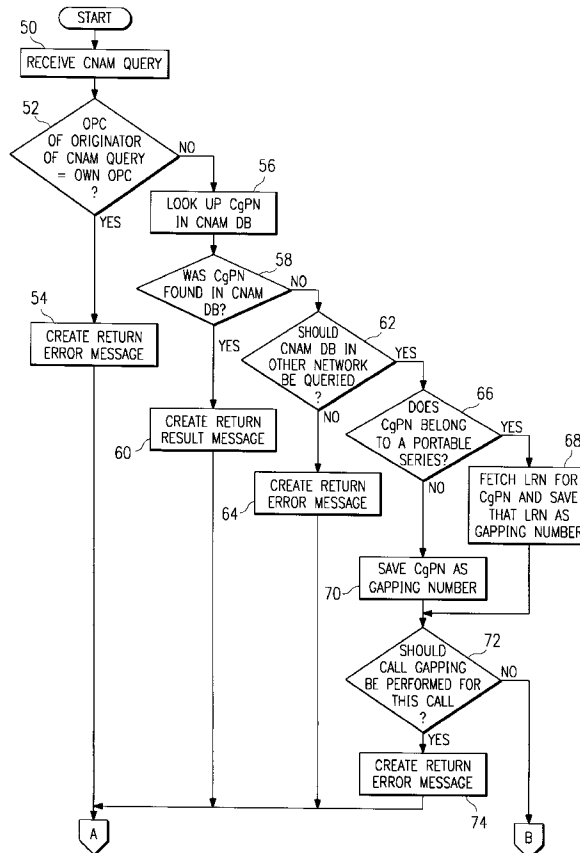 START
50
RECEIVE CNAM QUERY
52
OPC
OF ORIGINATOR
OF CNAM QUERY
= OWN OPC
?
NO
YES
56
LOOK UP CgPN
IN CNAM DB
58
WAS CgPN
FOUND IN CNAM
DB?
NO
YES
54
CREATE RETURN
ERROR MESSAGE
62
SHOULD
CNAM DB IN
OTHER NETWORK
BE QUERIED
?
YES
NO
60
CREATE RETURN
RESULT MESSAGE
66
DOES
CgPN BELONG
TO A PORTABLE
SERIES?
YES
NO
64
CREATE RETURN
ERROR MESSAGE
68
FETCH LRN FOR
CgPN AND SAVE
THAT LRN AS
GAPPING NUMBER
70
SAVE CgPN AS
GAPPING NUMBER
72
SHOULD
CALL GAPPING
BE PERFORMED FOR
THIS CALL
?
NO
YES
CREATE RETURN
ERROR MESSAGE
74
A
B